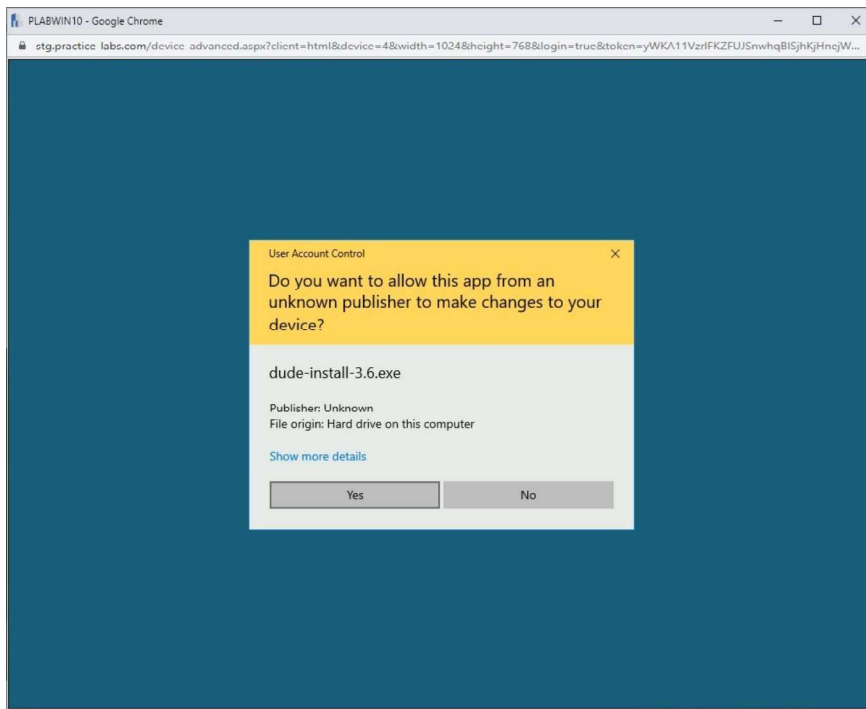 PLABWIN10 - Google Chrome
stg.practice-labs.com/device-advanced.aspx?client=html&device=4&width=1024&height=768&login=true&token=
User Account Control
Do you want to allow this app from an
unknown publisher to make changes to your
device?
dude-install-3.6.exe
Publisher: Unknown
File origin: Hard drive on this computer
Show more details
Yes
No